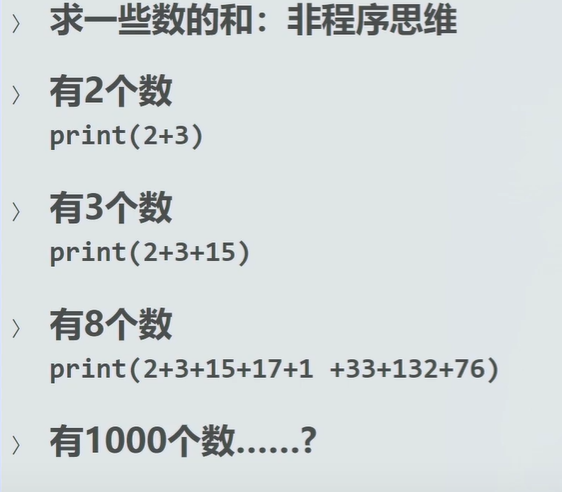 〉 求一些数的和：非程序思维
〉 有2个数
print(2+3)
〉 有3个数
print(2+3+15)
〉 有8个数
print(2+3+15+17+1 +33+132+76)
〉 有1000个数……?